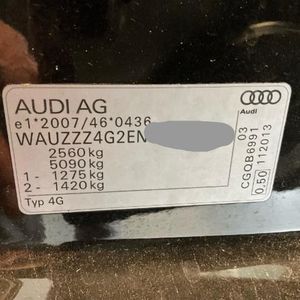 AUDI AG
e1*2007/46*0436
WAUZZZ4G2EN
2560kg
5090kg
1- 1275kg
2- 1420kg
Typ 4G
Audi
03
CGQB6991
0.50 112013